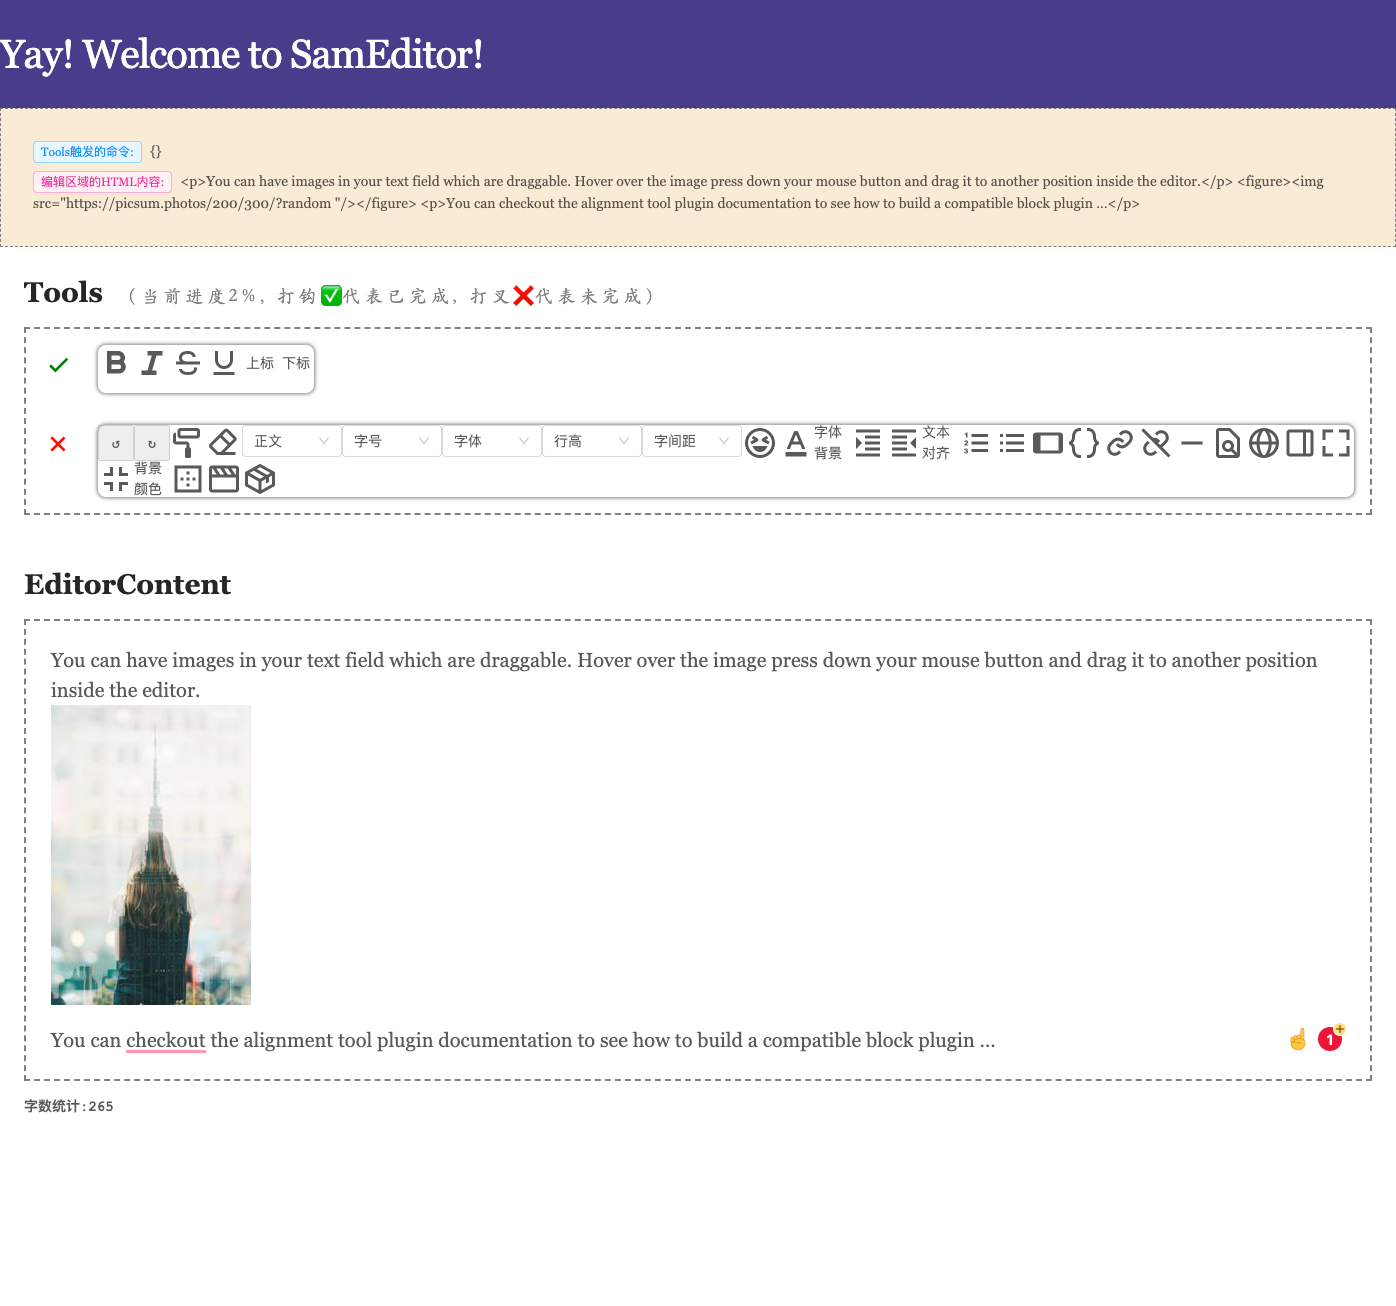 Yay! Welcome to SamEditor!
Tools触发的命令: {}
编辑区域的HTML内容: <p>You can have images in your text field which are draggable. Hover over the image press down your mouse button and drag it to another position inside the editor.</p> <figure><img
src="https://picsum.photos/200/300/?random "/></figure> <p>You can checkout the alignment tool plugin documentation to see how to build a compatible block plugin ...</p>
Tools （当前进度2%, 打钩✅代表已完成, 打叉❌代表未完成）
B I S U 上标 下标
正文 字号 字体 行高 字间距 A 字体 文本
背景 对齐
背景
颜色
EditorContent
You can have images in your text field which are draggable. Hover over the image press down your mouse button and drag it to another position
inside the editor.
You can checkout the alignment tool plugin documentation to see how to build a compatible block plugin ...
1
字数统计:265